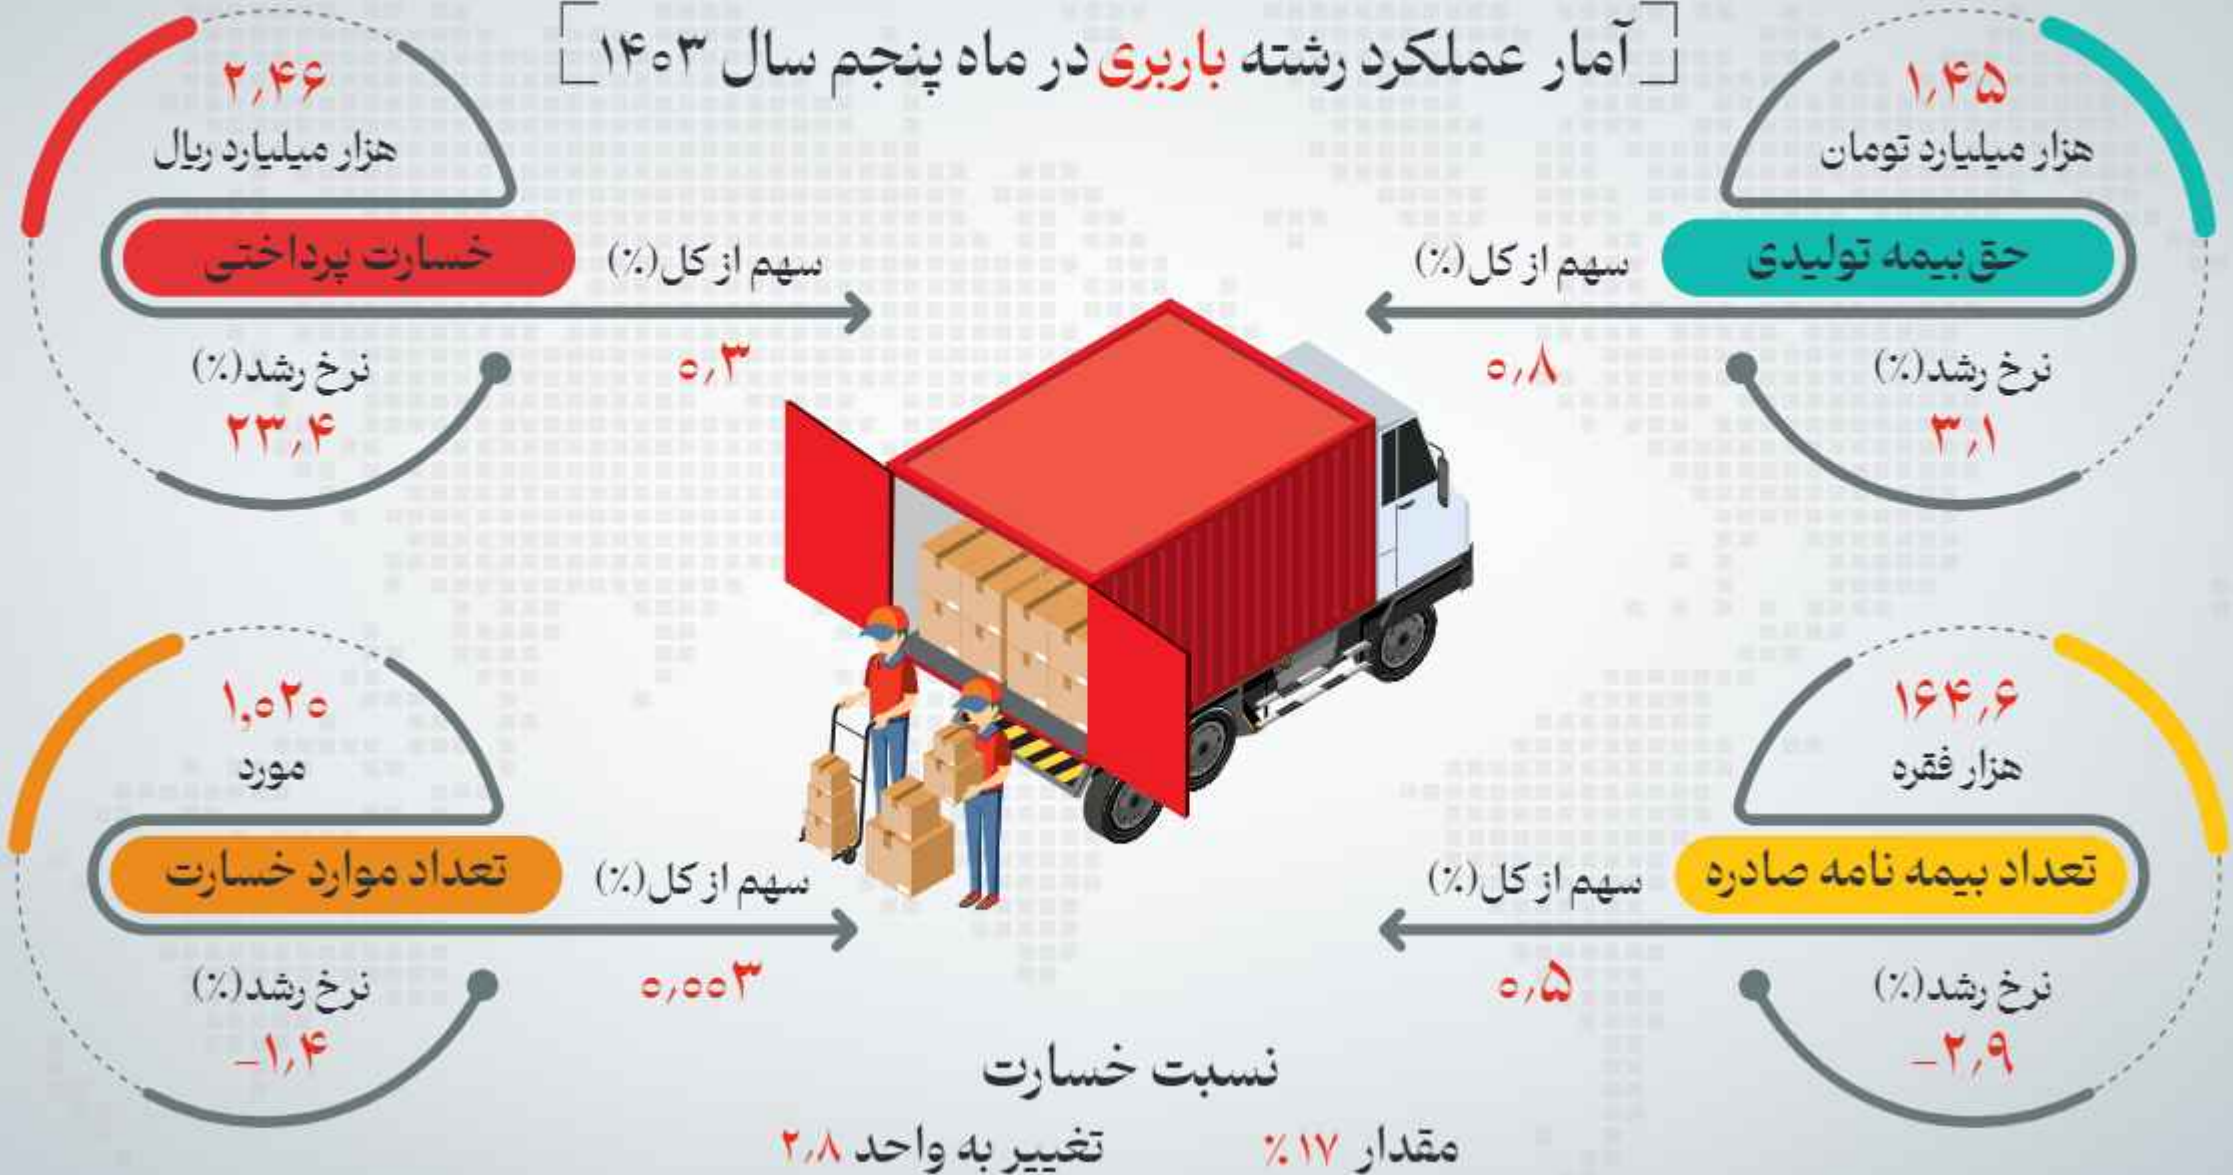 آمار عملکرد رشته باربری در ماه پنجم سال ۱۴۰۳
۱٫۴۵
هزار میلیارد تومان
حق‌بیمه تولیدی
سهم از کل(٪)
۰٫۸
نرخ رشد(٪)
۳٫۱
۲٫۴۶
هزار میلیارد ریال
خسارت پرداختی
سهم از کل(٪)
۰٫۳
نرخ رشد(٪)
۲۳٫۴
۱۶۴٫۶
هزار فقره
تعداد بیمه نامه صادره
سهم از کل(٪)
۰٫۵
نرخ رشد(٪)
-۲٫۹
۱,۰۲۰
مورد
تعداد موارد خسارت
سهم از کل(٪)
۰٫۰۰۳
نرخ رشد(٪)
-۱٫۴
نسبت خسارت
مقدار ۱۷ ٪ تغییر به واحد ۲٫۸